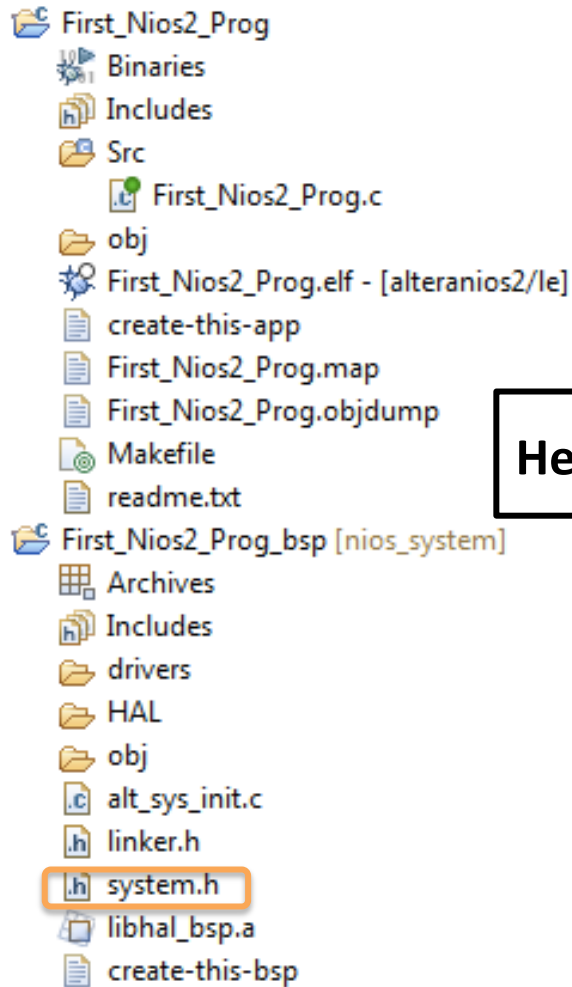 First_Nios2_Prog
Binaries
Includes
Src
First_Nios2_Prog.c
obj
First_Nios2_Prog.elf - [alteranios2/le]
create-this-app
First_Nios2_Prog.map
First_Nios2_Prog.objdump
He
Makefile
readme.txt
First_Nios2_Prog_bsp [nios_system]
Archives
Includes
drivers
HAL
obj
alt_sys_init.c
linker.h
system.h
libhal_bsp.a
create-this-bsp